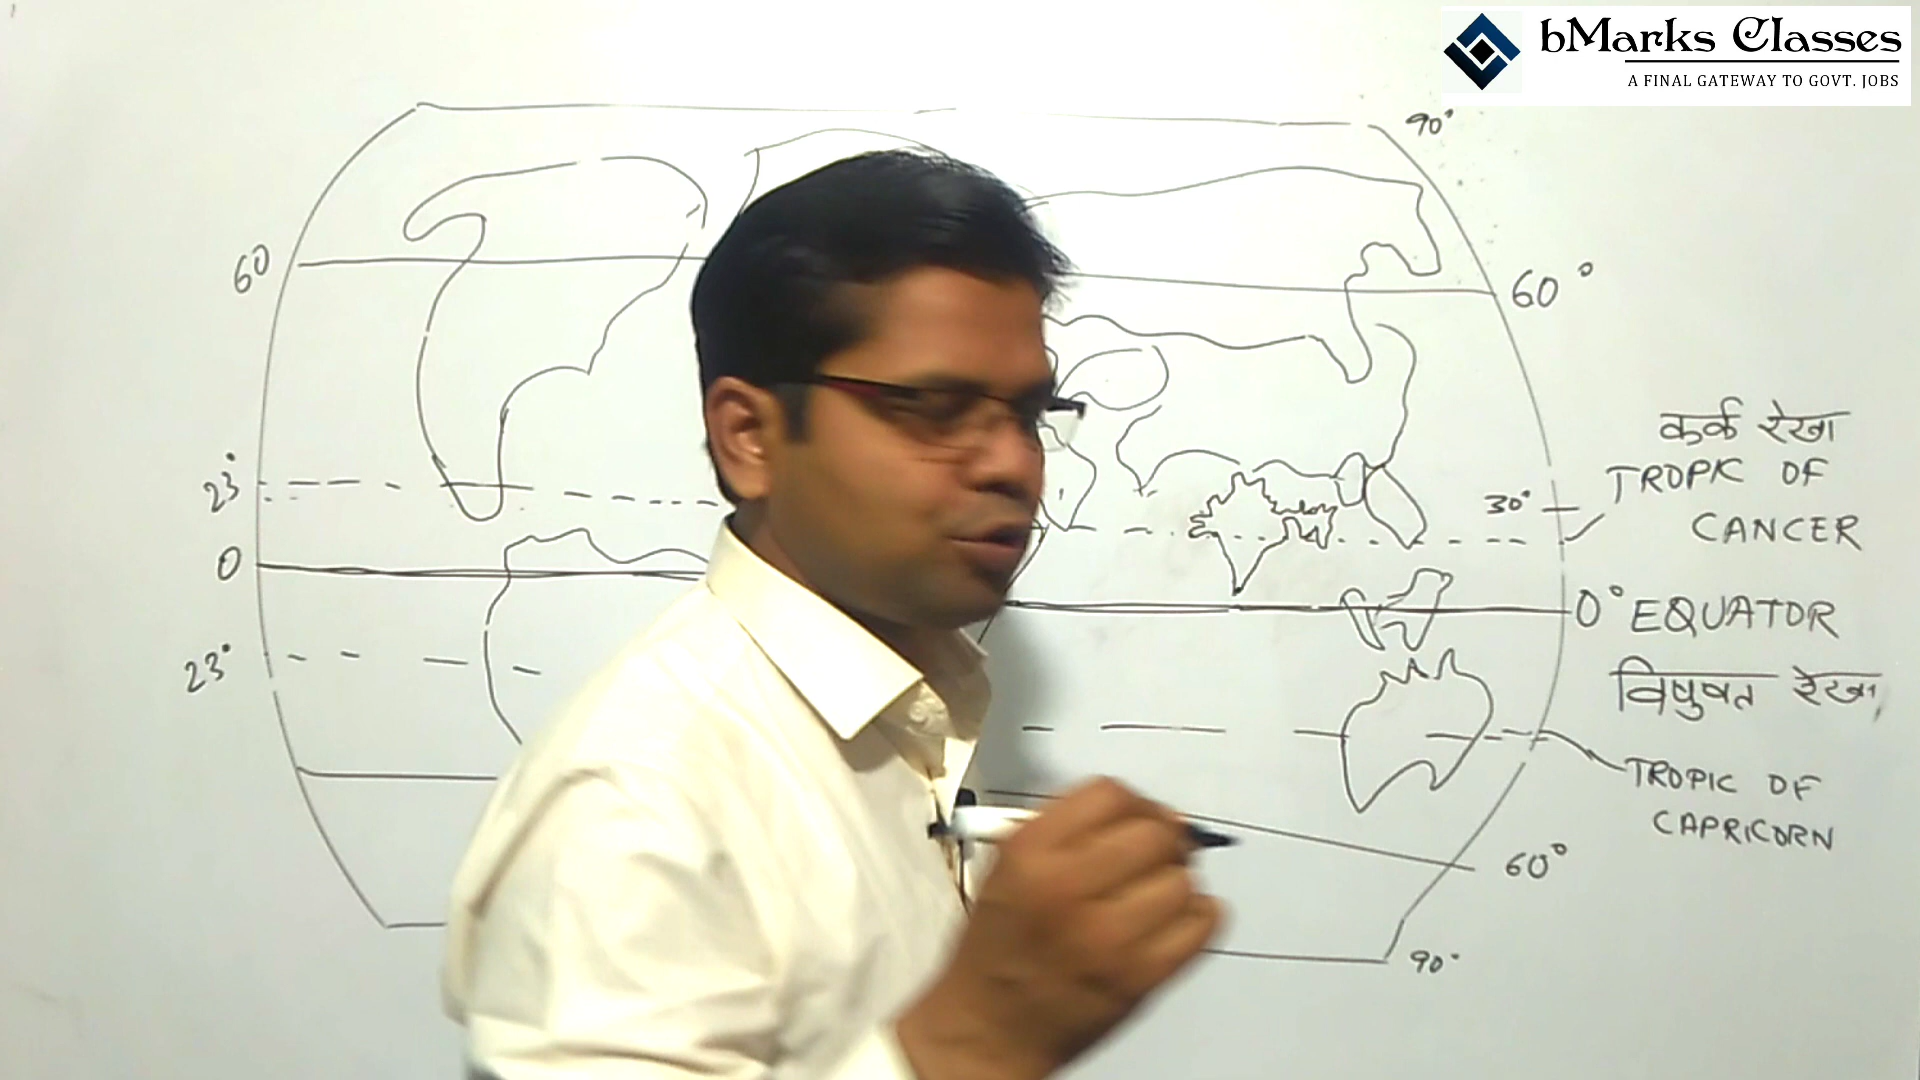 bMarks Classes
A FINAL GATEWAY TO GOVT. JOBS
90°
60
60°
कर्क रेखा
23°
TROPIC OF
30°
CANCER
0
0° EQUATOR
23°
विषुवत रेखा
TROPIC OF
CAPRICORN
60°
90°